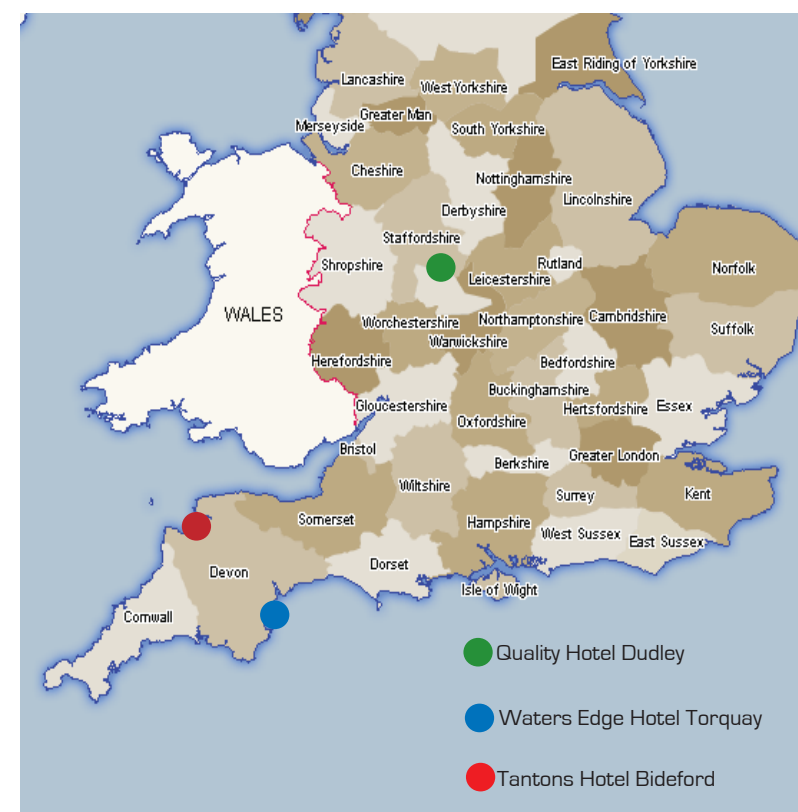 East Riding of Yorkshire
Lancashire
West Yorkshire
Greater Man
Merseyside
South Yorkshire
Cheshire
Nottinghamshire
Lincolnshire
Derbyshire
Staffordshire
Shropshire
Rutland
Leicestershire
Norfolk
WALES
Worchestershire
Northamptonshire
Cambridshire
Suffolk
Warwickshire
Herefordshire
Bedfordshire
Buckinghamshire
Gloucestershire
Hertsfordshire
Essex
Oxfordshire
Bristol
Berkshire
Greater London
Wiltshire
Surrey
Kent
Somerset
Hampshire
West Sussex
East Sussex
Dorset
Devon
Isle of Wight
Cornwall
Quality Hotel Dudley
Waters Edge Hotel Torquay
Tantons Hotel Bideford